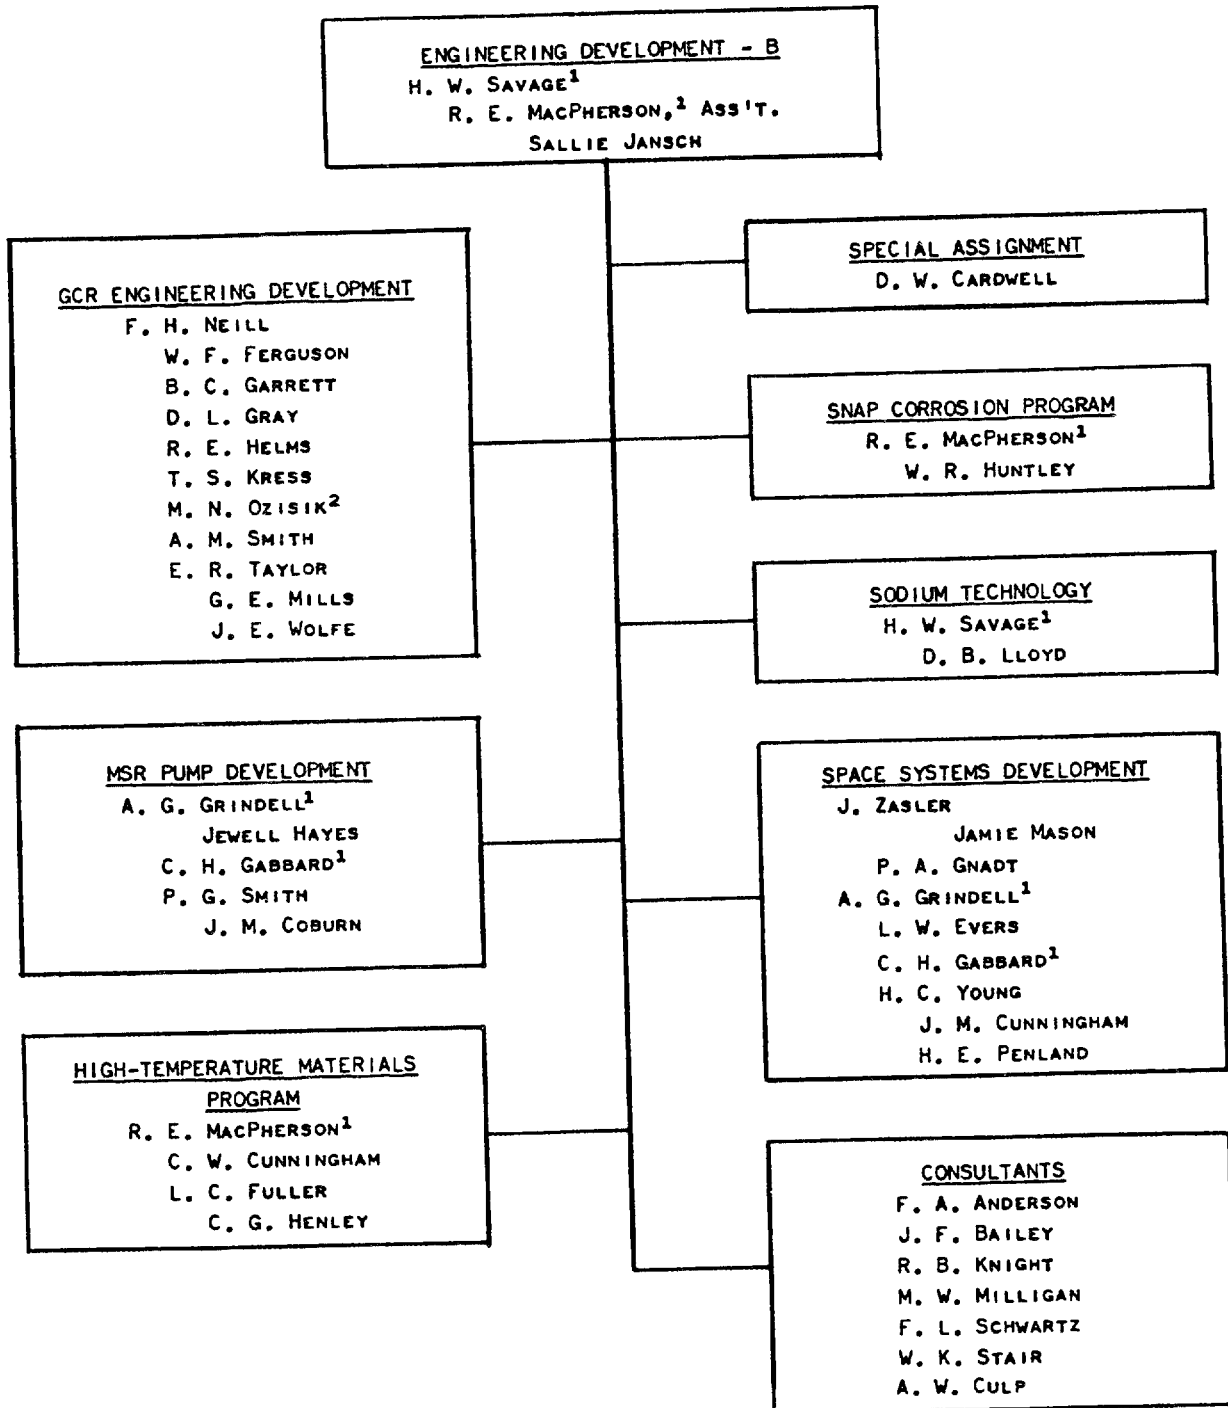 ENGINEERING DEVELOPMENT - B
H. W. SAVAGE¹
R. E. MACPHERSON,¹ ASS'T.
SALLIE JANSCH
GCR ENGINEERING DEVELOPMENT
F. H. NEILL
W. F. FERGUSON
B. C. GARRETT
D. L. GRAY
R. E. HELMS
T. S. KRESS
M. N. OZISIK²
A. M. SMITH
E. R. TAYLOR
G. E. MILLS
J. E. WOLFE
MSR PUMP DEVELOPMENT
A. G. GRINDELL¹
JEWELL HAYES
C. H. GABBARD¹
P. G. SMITH
J. M. COBURN
HIGH-TEMPERATURE MATERIALS
PROGRAM
R. E. MACPHERSON¹
C. W. CUNNINGHAM
L. C. FULLER
C. G. HENLEY
SPECIAL ASSIGNMENT
D. W. CARDWELL
SNAP CORROSION PROGRAM
R. E. MACPHERSON¹
W. R. HUNTLEY
SODIUM TECHNOLOGY
H. W. SAVAGE¹
D. B. LLOYD
SPACE SYSTEMS DEVELOPMENT
J. ZASLER
JAMIE MASON
P. A. GNADT
A. G. GRINDELL¹
L. W. EVERS
C. H. GABBARD¹
H. C. YOUNG
J. M. CUNNINGHAM
H. E. PENLAND
CONSULTANTS
F. A. ANDERSON
J. F. BAILEY
R. B. KNIGHT
M. W. MILLIGAN
F. L. SCHWARTZ
W. K. STAIR
A. W. CULP